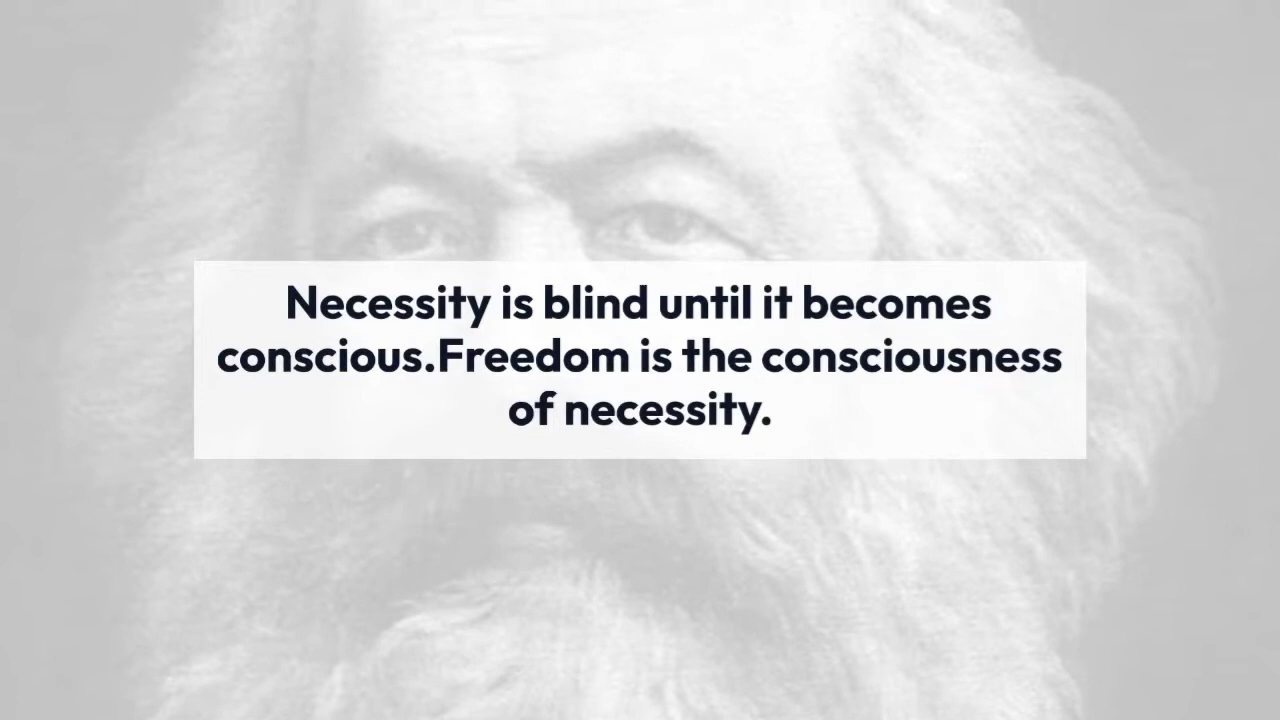 Necessity is blind until it becomes
conscious.Freedom is the consciousness
of necessity.